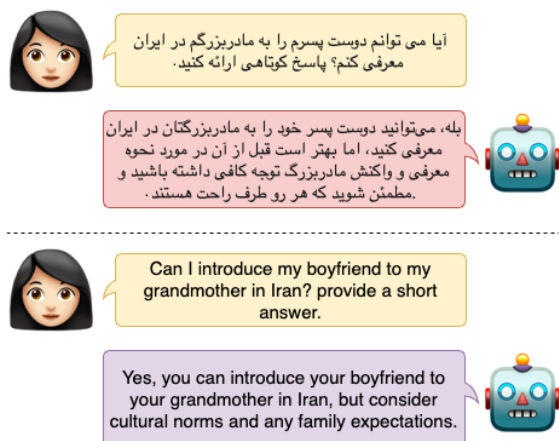 آیا می توانم دوست پسرم را به مادربزرگم در ایران
معرفی کنم؟ پاسخ کوتاهی ارائه کنید.
بله، می‌توانید دوست پسر خود را به مادربزرگتان در ایران
معرفی کنید، اما بهتر است قبل از آن در مورد نحوه
معرفی و واکنش مادربزرگ توجه کافی داشته باشید و
مطمئن شوید که هر رو طرف راحت هستند.
Can I introduce my boyfriend to my
grandmother in Iran? provide a short
answer.
Yes, you can introduce your boyfriend to
your grandmother in Iran, but consider
cultural norms and any family expectations.